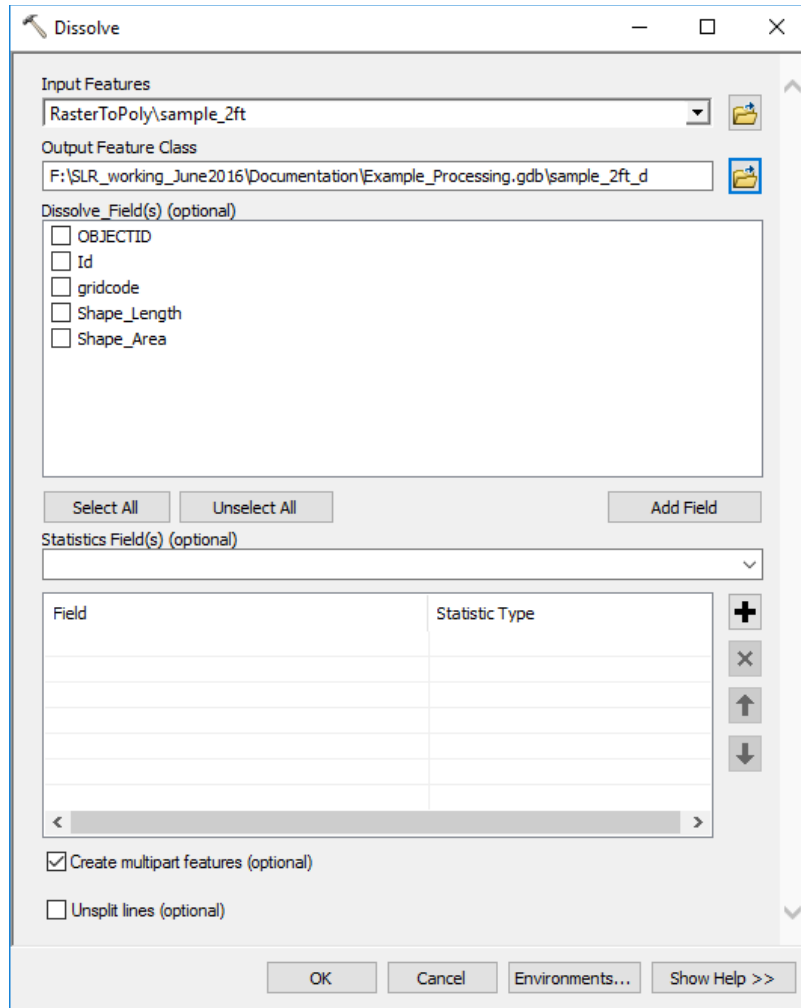 Dissolve
Input Features
RasterToPoly\sample_2ft
Output Feature Class
F:\SLR_working_June2016\Documentation\Example_Processing.gdb\sample_2ft_d
Dissolve_Field(s) (optional)
OBJECTID
Id
gridcode
Shape_Length
Shape_Area
Select All Unselect All Add Field
Statistics Field(s) (optional)
Field Statistic Type
Create multipart features (optional)
Unsplit lines (optional)
OK Cancel Environments... Show Help >>